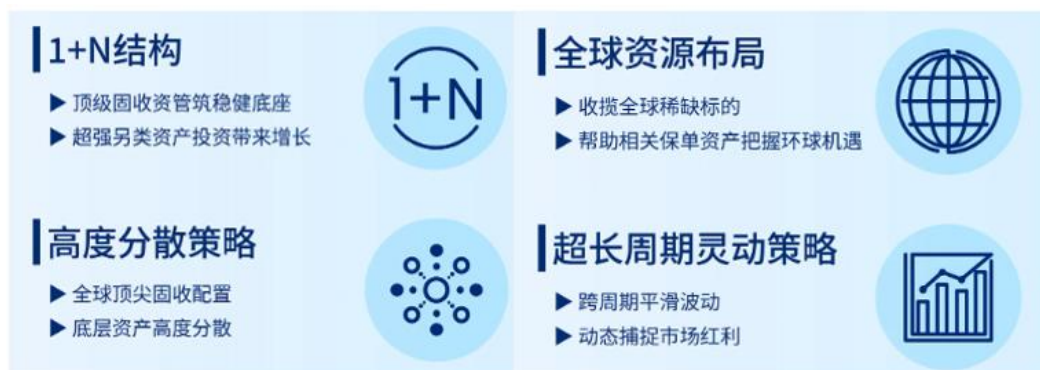 1+N结构
▶ 顶级固收资管筑稳健底座
▶ 超强另类资产投资带来增长
1+N
全球资源布局
▶ 收揽全球稀缺标的
▶ 帮助相关保单资产把握环球机遇
高度分散策略
▶ 全球顶尖固收配置
▶ 底层资产高度分散
超长周期灵动策略
▶ 跨周期平滑波动
▶ 动态捕捉市场红利